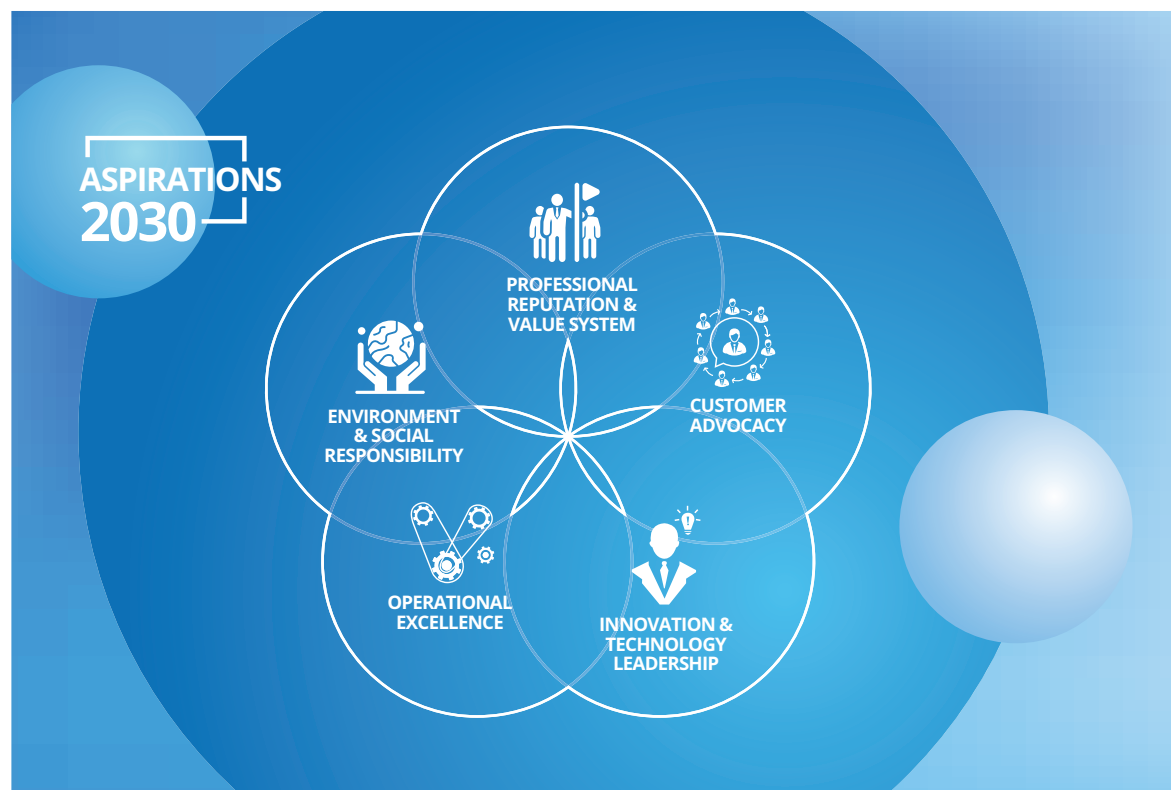 ASPIRATIONS
2030
PROFESSIONAL
REPUTATION &
VALUE SYSTEM
CUSTOMER
ADVOCACY
ENVIRONMENT
& SOCIAL
RESPONSIBILITY
OPERATIONAL
EXCELLENCE
INNOVATION &
TECHNOLOGY
LEADERSHIP